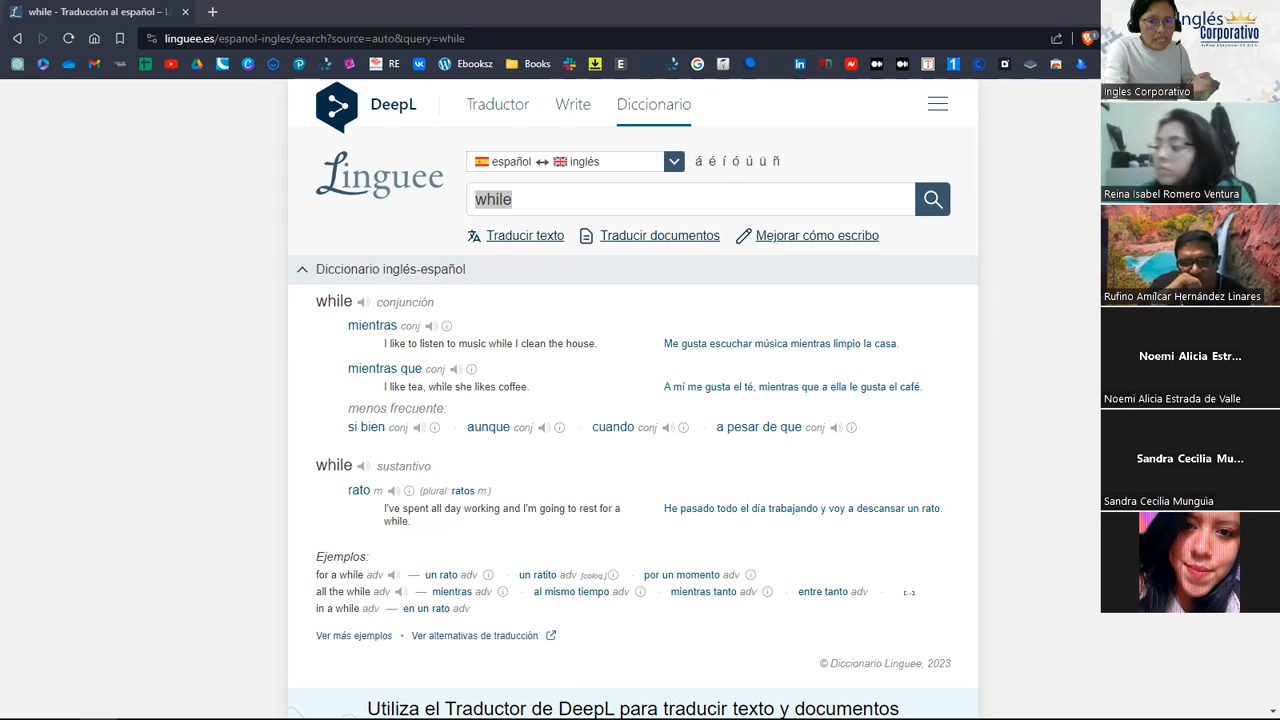 while - Traducción al español – Li
linguee.es/espanol-ingles/search?source=auto&query=while
1
RE
Ebooksz
Books
DeepL
Traductor
Write
Diccionario
Linguee
español ↔ inglés
á é í ó ú ü ñ
while
Traducir texto
Traducir documentos
Mejorar cómo escribo
Diccionario inglés-español
while conjunción
mientras conj
I like to listen to music while I clean the house. Me gusta escuchar música mientras limpio la casa.
mientras que conj
I like tea, while she likes coffee. A mí me gusta el té, mientras que a ella le gusta el café.
menos frecuente:
si bien conj · aunque conj · cuando conj · a pesar de que conj
while sustantivo
rato m (plural: ratos m)
I've spent all day working and I'm going to rest for a while. He pasado todo el día trabajando y voy a descansar un rato.
Ejemplos:
for a while adv — un rato adv · un ratito adv [coloq.] · por un momento adv
all the while adv — mientras adv · al mismo tiempo adv · mientras tanto adv · entre tanto adv · [...]
in a while adv — en un rato adv
Ver más ejemplos • Ver alternativas de traducción
© Diccionario Linguee, 2023
Utiliza el Traductor de DeepL para traducir texto y documentos
Inglés
Corporativo
Ingles Corporativo
Reina Isabel Romero Ventura
Rufino Amílcar Hernández Linares
Noemi Alicia Estr...
Noemi Alicia Estrada de Valle
Sandra Cecilia Mu...
Sandra Cecilia Munguìa